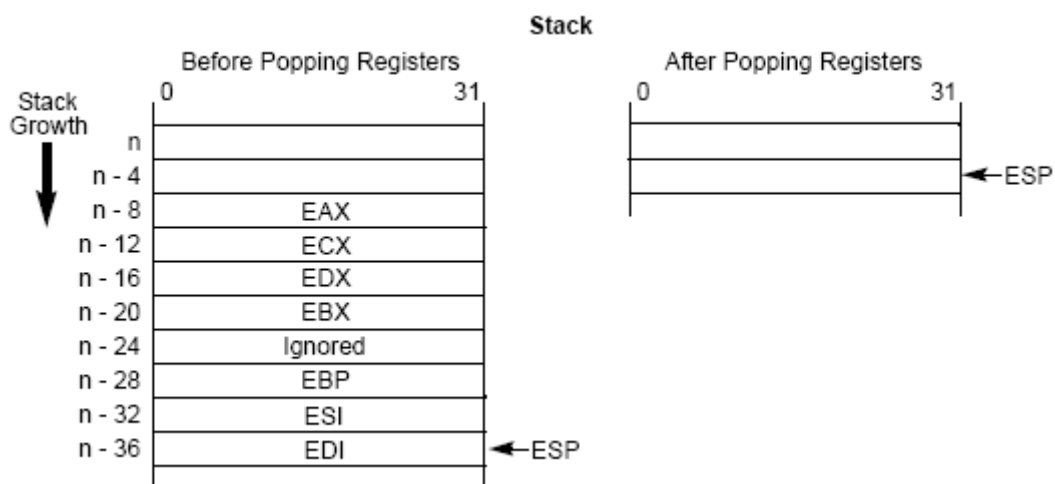 Stack
Before Popping Registers After Popping Registers
0 31 0 31
Stack
Growth
n
n - 4 ESP
n - 8 EAX
n - 12 ECX
n - 16 EDX
n - 20 EBX
n - 24 Ignored
n - 28 EBP
n - 32 ESI
n - 36 EDI ESP